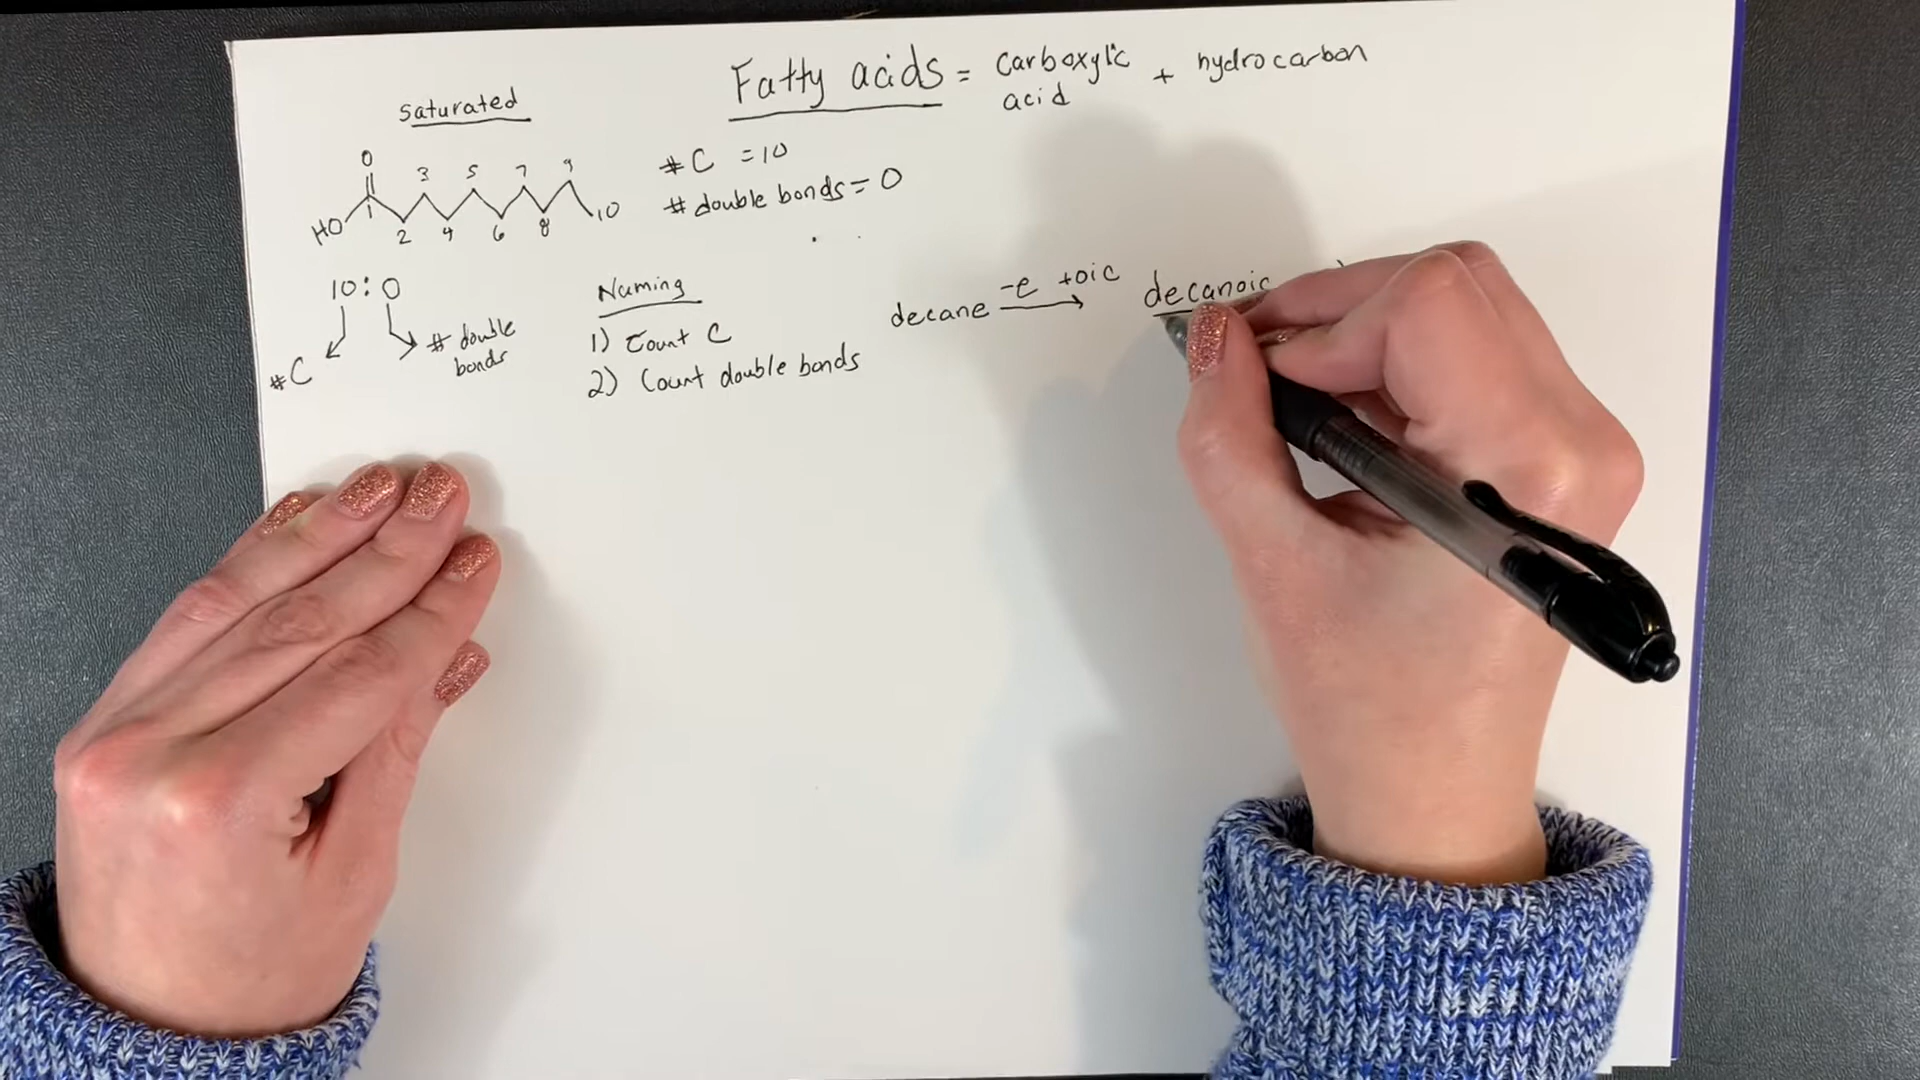 Fatty acids = carboxylic acid + hydrocarbon
Saturated
O
HO
1 2 3 4 5 6 7 8 9 10
#C = 10
# double bonds = 0
10:0
#C
# double bonds
Naming
1) Count C
2) Count double bonds
decane -e +oic decanoic